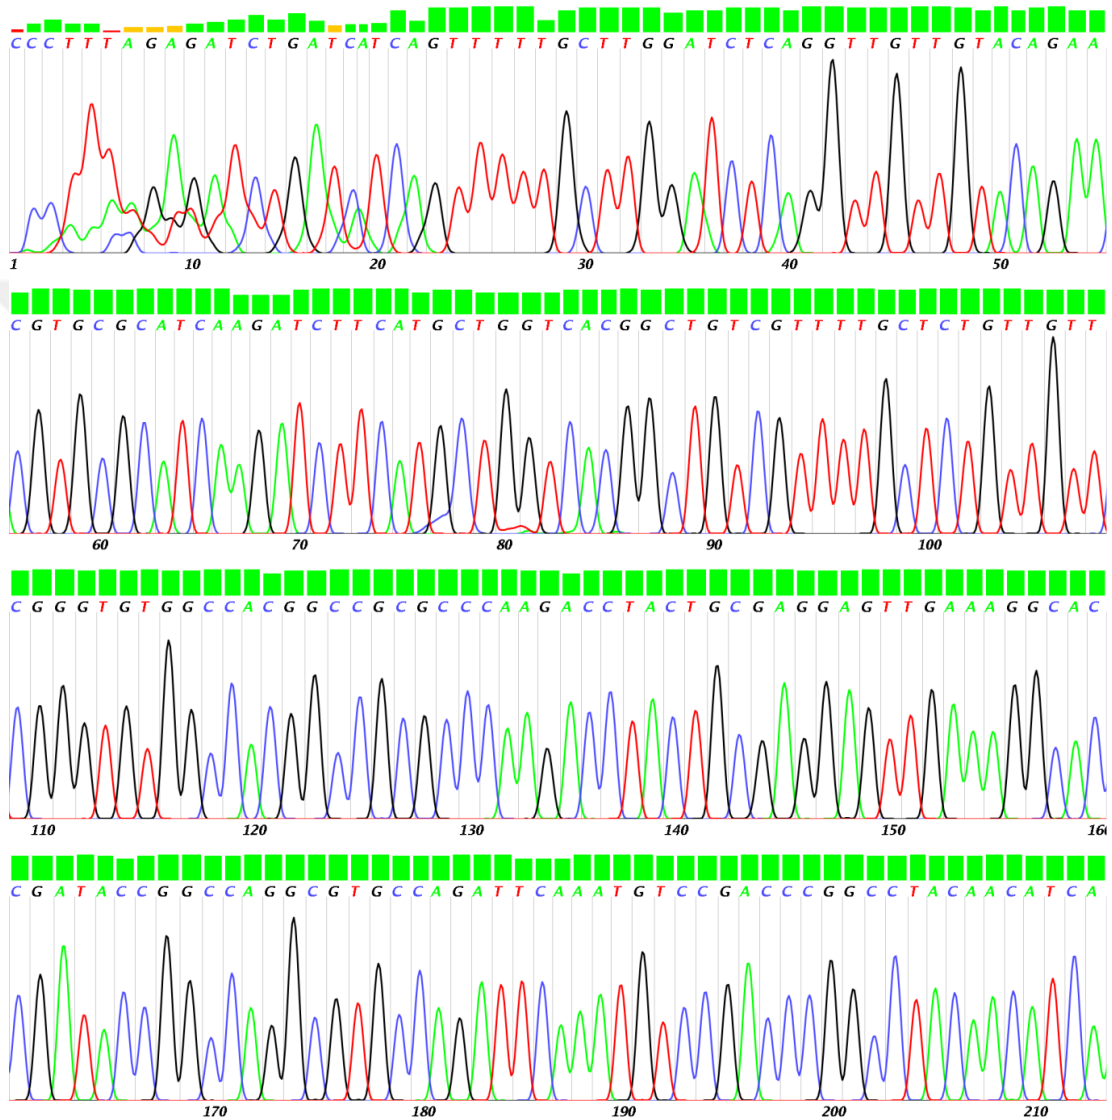 CCCTTTAGAGATCTGATCATCAGTTTTTGCTTGGATCTCAGGTTGTTGTACAGAA
1 10 20 30 40 50
CGTGCGCATCAAGATCTTCATGCTGGTCACGGCTGTCGTTTTGCTCTGTTGTT
60 70 80 90 100
CGGGTGTGGCCACGGCCGCGCCCAAGACCTACTGCGAGGAGTTGAAAGGCAC
110 120 130 140 150 160
CGATACCGGCCAGGCGTGCCAGATTCAAATGTCCGACCCGGCCTACAACATCA
170 180 190 200 210